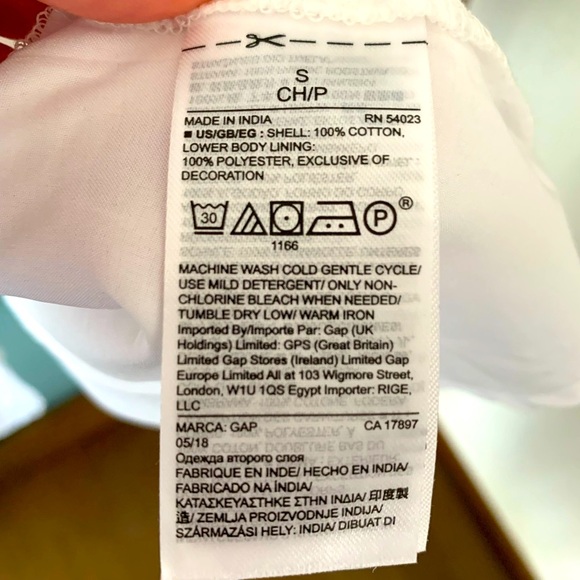 S
CH/P
MADE IN INDIA RN 54023
■ US/GB/EG : SHELL: 100% COTTON,
LOWER BODY LINING:
100% POLYESTER, EXCLUSIVE OF
DECORATION
30 P ®
1166
MACHINE WASH COLD GENTLE CYCLE/
USE MILD DETERGENT/ ONLY NON-
CHLORINE BLEACH WHEN NEEDED/
TUMBLE DRY LOW/ WARM IRON
Imported By/Importe Par: Gap (UK
Holdings) Limited: GPS (Great Britain)
Limited Gap Stores (Ireland) Limited Gap
Europe Limited All at 103 Wigmore Street,
London, W1U 1QS Egypt Importer: RIGE,
LLC
MARCA: GAP CA 17897
05/18
Одежда второго слоя
FABRIQUE EN INDE/ HECHO EN INDIA/
FABRICADO NA ÍNDIA/
ΚΑΤΑΣΚΕΥΑΣΤΗΚΕ ΣΤΗΝ ΙΝΔΙΑ/ 印度製
造/ ZEMLJA PROIZVODNJE INDIJA/
SZÁRMAZÁSI HELY: INDIA/ DIBUAT DI